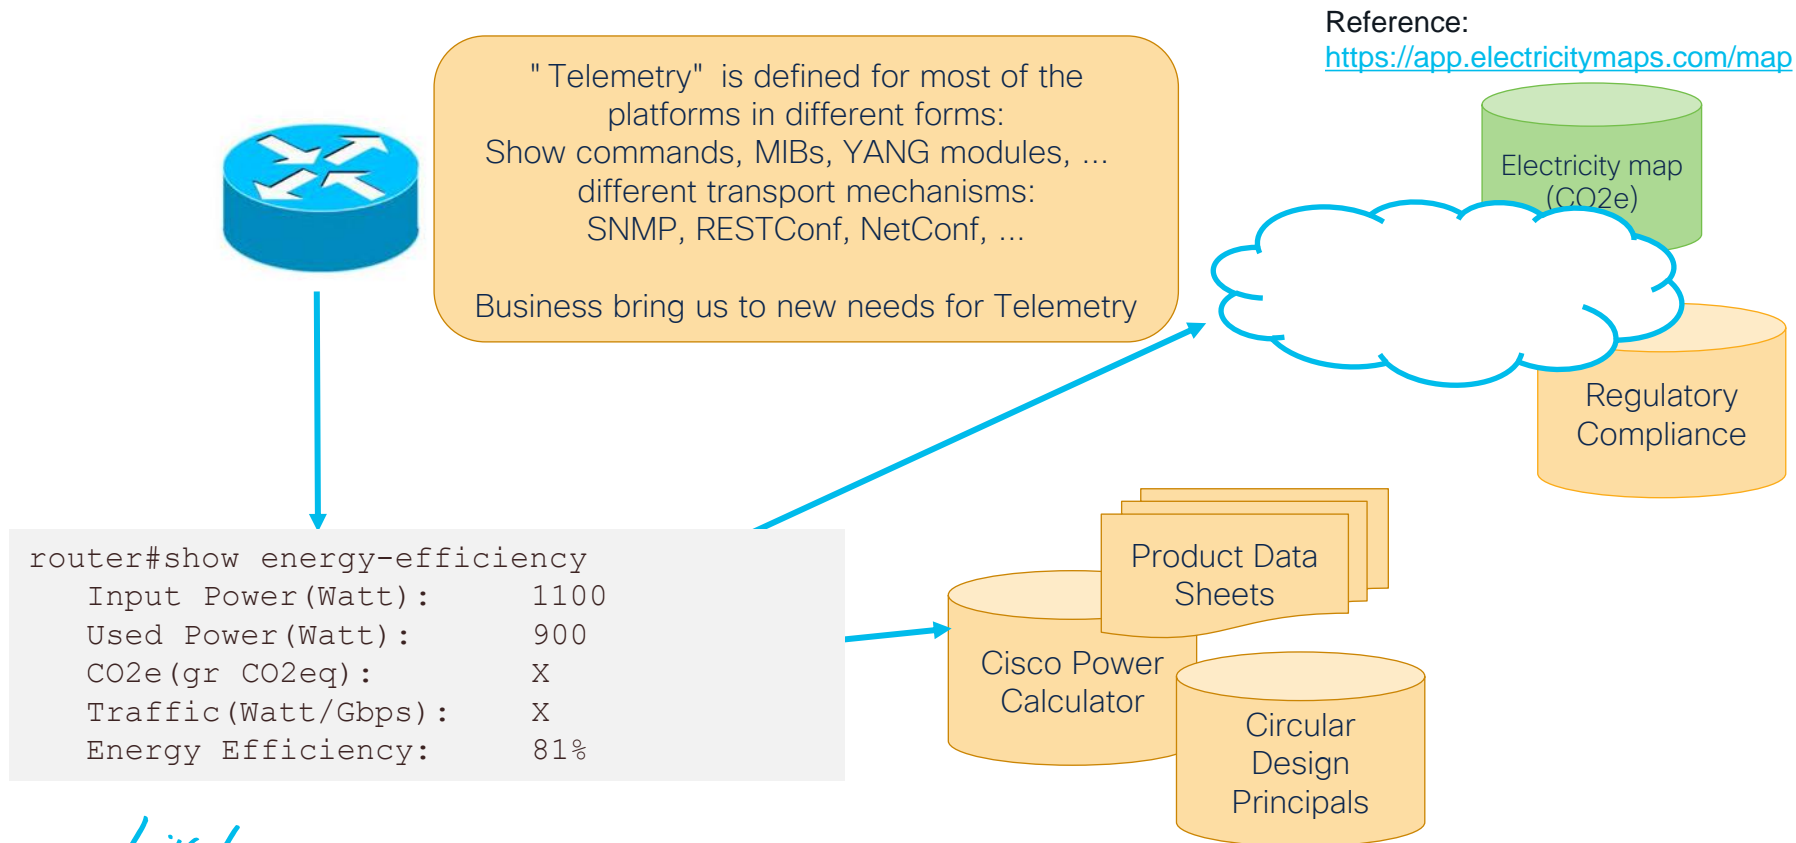 Reference:
https://app.electricitymaps.com/map
"Telemetry" is defined for most of the
platforms in different forms:
Show commands, MIBs, YANG modules, ...
different transport mechanisms:
SNMP, RESTConf, NetConf, ...
Business bring us to new needs for Telemetry
Electricity map
(CO2e)
Regulatory
Compliance
router#show energy-efficiency
Input Power(Watt): 1100
Used Power(Watt): 900
CO2e(gr CO2eq): X
Traffic(Watt/Gbps): X
Energy Efficiency: 81%
Product Data
Sheets
Cisco Power
Calculator
Circular
Design
Principals